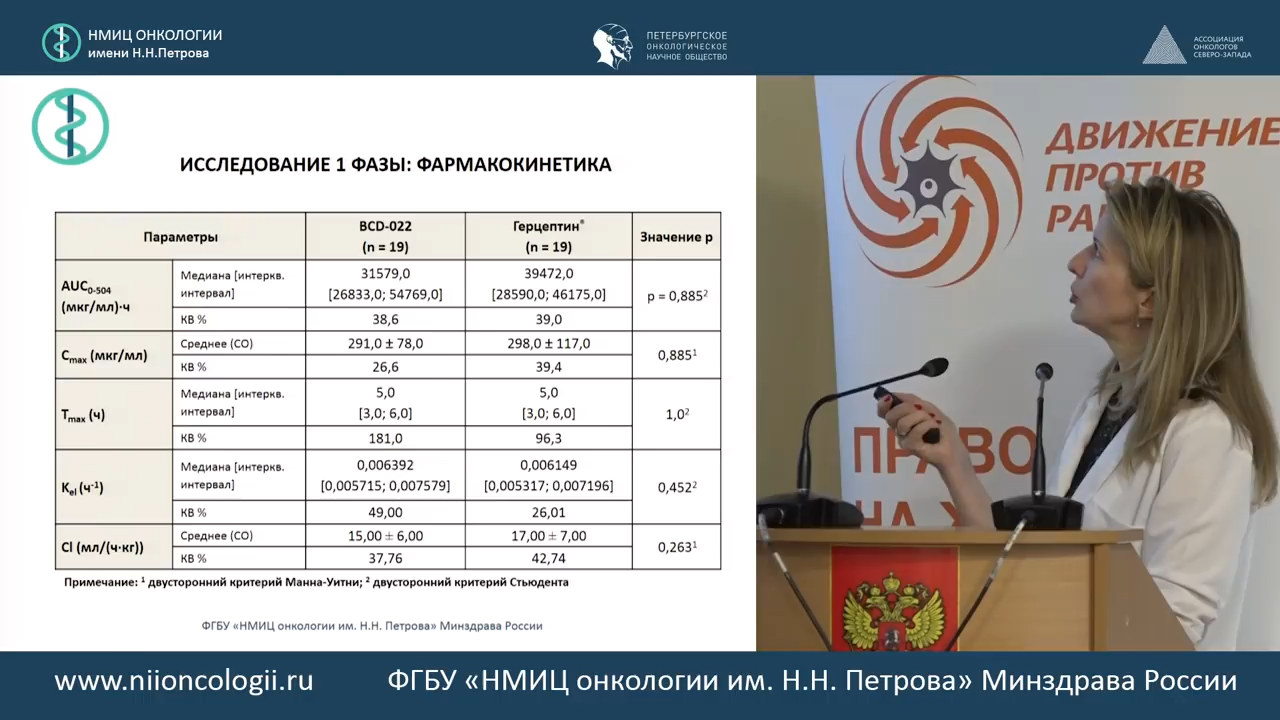 НМИЦ ОНКОЛОГИИ
имени Н.Н.Петрова
ПЕТЕРБУРГСКОЕ
ОНКОЛОГИЧЕСКОЕ
НАУЧНОЕ ОБЩЕСТВО
АССОЦИАЦИЯ
ОНКОЛОГОВ
СЕВЕРО-ЗАПАДА
ИССЛЕДОВАНИЕ 1 ФАЗЫ: ФАРМАКОКИНЕТИКА
Параметры BCD-022 (n = 19) Герцептин® (n = 19) Значение p
AUC₀₋₅₀₄ (мкг/мл)·ч Медиана [интеркв. интервал] 31579,0 [26833,0; 54769,0] 39472,0 [28590,0; 46175,0] p = 0,885²
КВ % 38,6 39,0
Cmax (мкг/мл) Среднее (СО) 291,0 ± 78,0 298,0 ± 117,0 0,885¹
КВ % 26,6 39,4
Tmax (ч) Медиана [интеркв. интервал] 5,0 [3,0; 6,0] 5,0 [3,0; 6,0] 1,0²
КВ % 181,0 96,3
Kel (ч⁻¹) Медиана [интеркв. интервал] 0,006392 [0,005715; 0,007579] 0,006149 [0,005317; 0,007196] 0,452²
КВ % 49,00 26,01
Cl (мл/(ч·кг)) Среднее (СО) 15,00 ± 6,00 17,00 ± 7,00 0,263¹
КВ % 37,76 42,74
Примечание: ¹ двусторонний критерий Манна-Уитни; ² двусторонний критерий Стьюдента
ФГБУ «НМИЦ онкологии им. Н.Н. Петрова» Минздрава России
ДВИЖЕНИЕ
ПРОТИВ
РА
ПРАВО
НА
www.niioncologii.ru ФГБУ «НМИЦ онкологии им. Н.Н. Петрова» Минздрава России